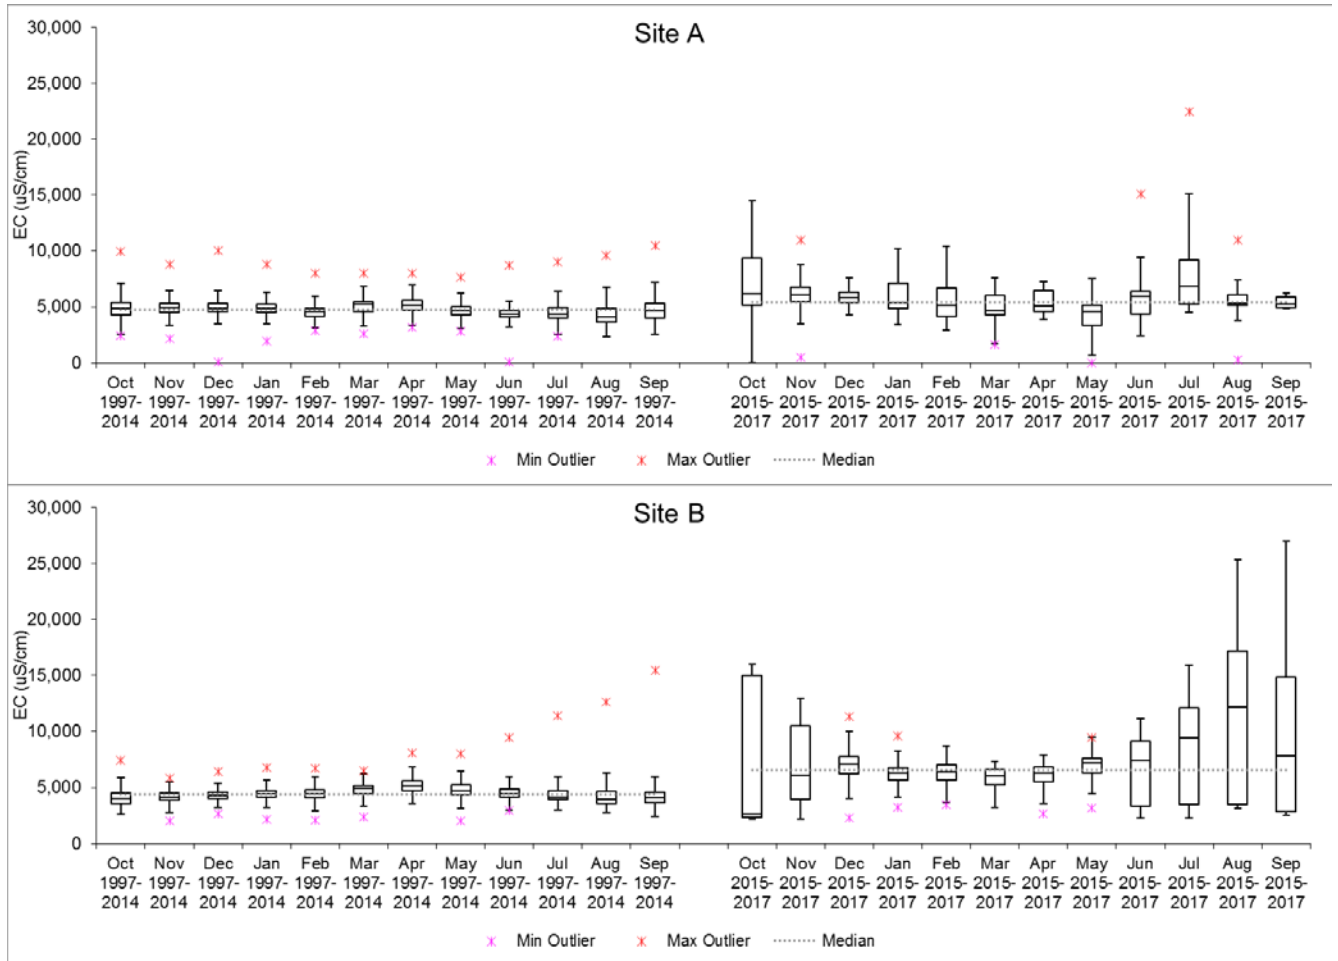 Site A
EC (uS/cm)
30,000
25,000
20,000
15,000
10,000
5,000
0
Oct Nov Dec Jan Feb Mar Apr May Jun Jul Aug Sep Oct Nov Dec Jan Feb Mar Apr May Jun Jul Aug Sep
1997- 1997- 1997- 1997- 1997- 1997- 1997- 1997- 1997- 1997- 1997- 1997- 2015- 2015- 2015- 2015- 2015- 2015- 2015- 2015- 2015- 2015- 2015- 2015-
2014 2014 2014 2014 2014 2014 2014 2014 2014 2014 2014 2014 2017 2017 2017 2017 2017 2017 2017 2017 2017 2017 2017 2017
Min Outlier Max Outlier Median
Site B
EC (uS/cm)
30,000
25,000
20,000
15,000
10,000
5,000
0
Oct Nov Dec Jan Feb Mar Apr May Jun Jul Aug Sep Oct Nov Dec Jan Feb Mar Apr May Jun Jul Aug Sep
1997- 1997- 1997- 1997- 1997- 1997- 1997- 1997- 1997- 1997- 1997- 1997- 2015- 2015- 2015- 2015- 2015- 2015- 2015- 2015- 2015- 2015- 2015- 2015-
2014 2014 2014 2014 2014 2014 2014 2014 2014 2014 2014 2014 2017 2017 2017 2017 2017 2017 2017 2017 2017 2017 2017 2017
Min Outlier Max Outlier Median